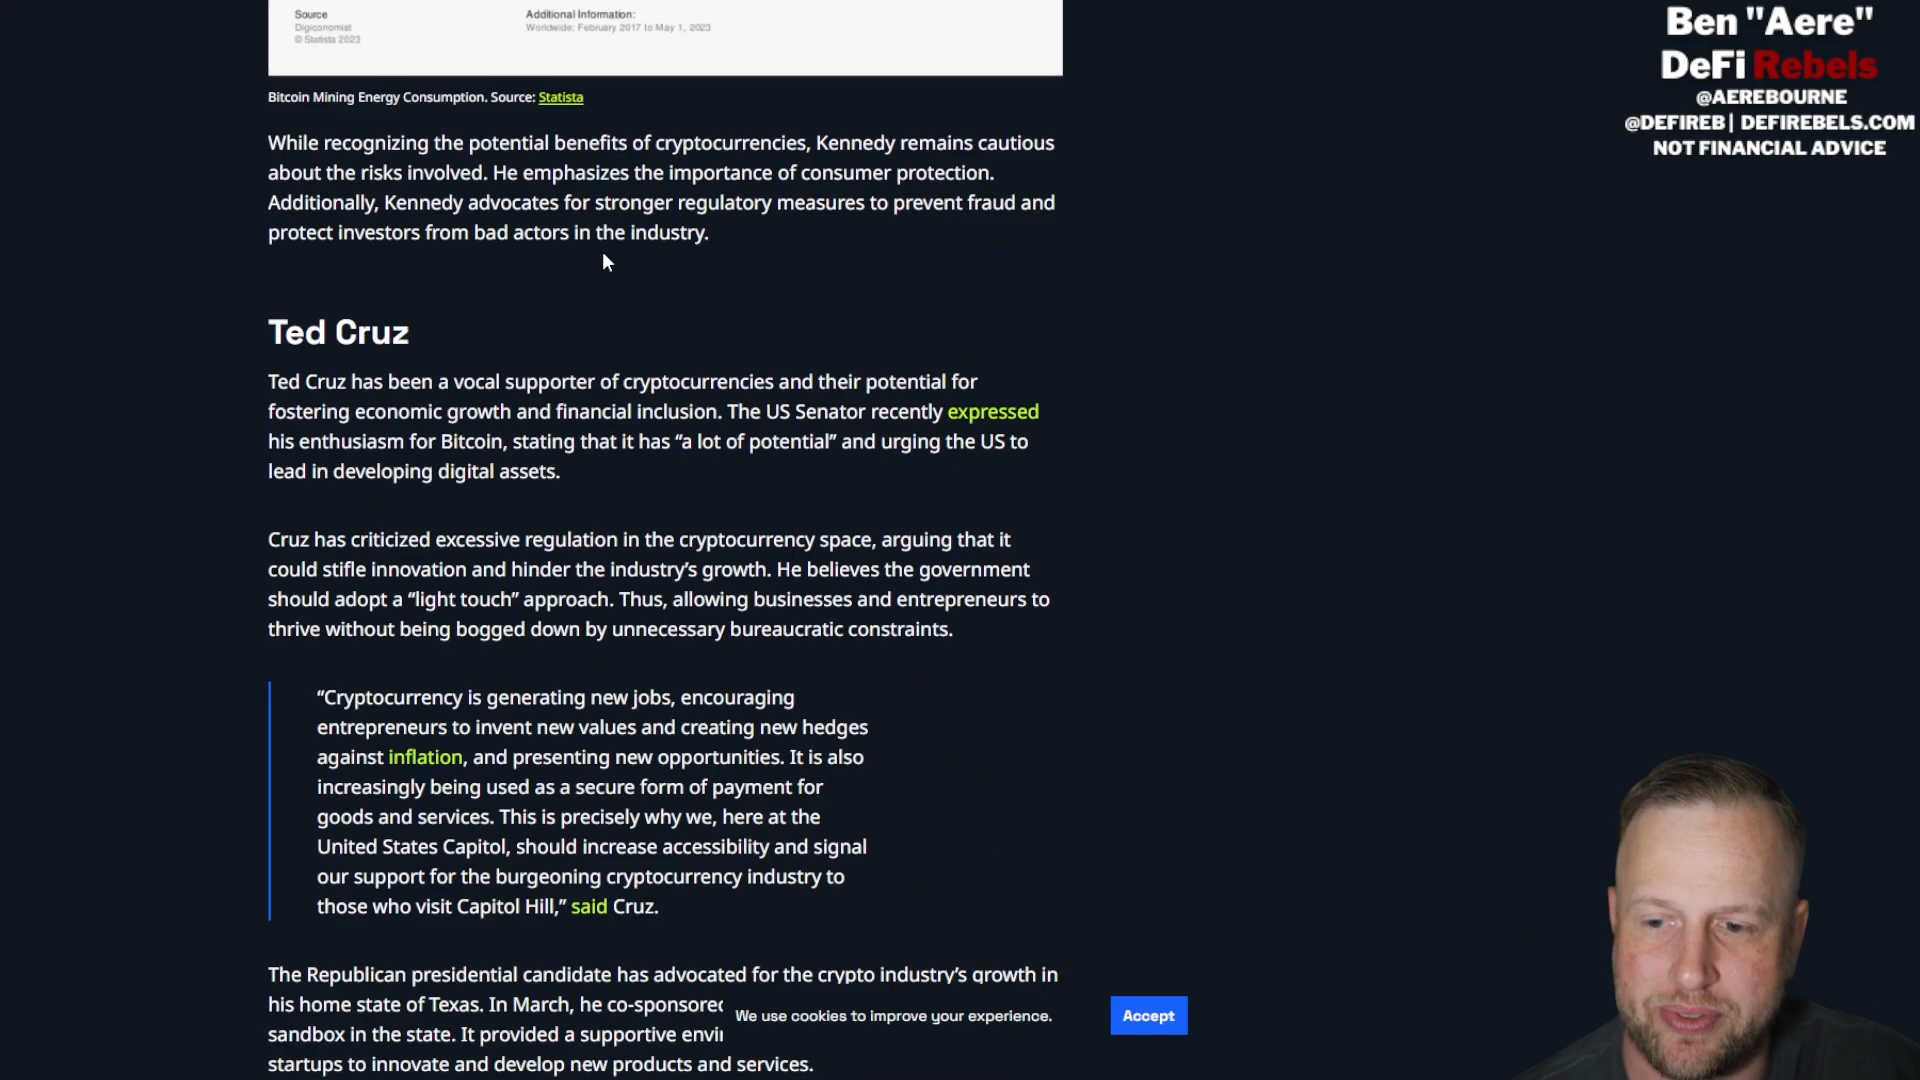 Source
Digiconomist
© Statista 2023
Additional Information:
Worldwide; February 2017 to May 1, 2023
Ben "Aere"
DeFi Rebels
@AEREBOURNE
@DEFIREB | DEFIREBELS.COM
NOT FINANCIAL ADVICE
Bitcoin Mining Energy Consumption. Source: Statista
While recognizing the potential benefits of cryptocurrencies, Kennedy remains cautious
about the risks involved. He emphasizes the importance of consumer protection.
Additionally, Kennedy advocates for stronger regulatory measures to prevent fraud and
protect investors from bad actors in the industry.
Ted Cruz
Ted Cruz has been a vocal supporter of cryptocurrencies and their potential for
fostering economic growth and financial inclusion. The US Senator recently expressed
his enthusiasm for Bitcoin, stating that it has “a lot of potential” and urging the US to
lead in developing digital assets.
Cruz has criticized excessive regulation in the cryptocurrency space, arguing that it
could stifle innovation and hinder the industry’s growth. He believes the government
should adopt a “light touch” approach. Thus, allowing businesses and entrepreneurs to
thrive without being bogged down by unnecessary bureaucratic constraints.
“Cryptocurrency is generating new jobs, encouraging
entrepreneurs to invent new values and creating new hedges
against inflation, and presenting new opportunities. It is also
increasingly being used as a secure form of payment for
goods and services. This is precisely why we, here at the
United States Capitol, should increase accessibility and signal
our support for the burgeoning cryptocurrency industry to
those who visit Capitol Hill,” said Cruz.
The Republican presidential candidate has advocated for the crypto industry’s growth in
his home state of Texas. In March, he co-sponsored
sandbox in the state. It provided a supportive
startups to innovate and develop new products and services.
We use cookies to improve your experience.
Accept